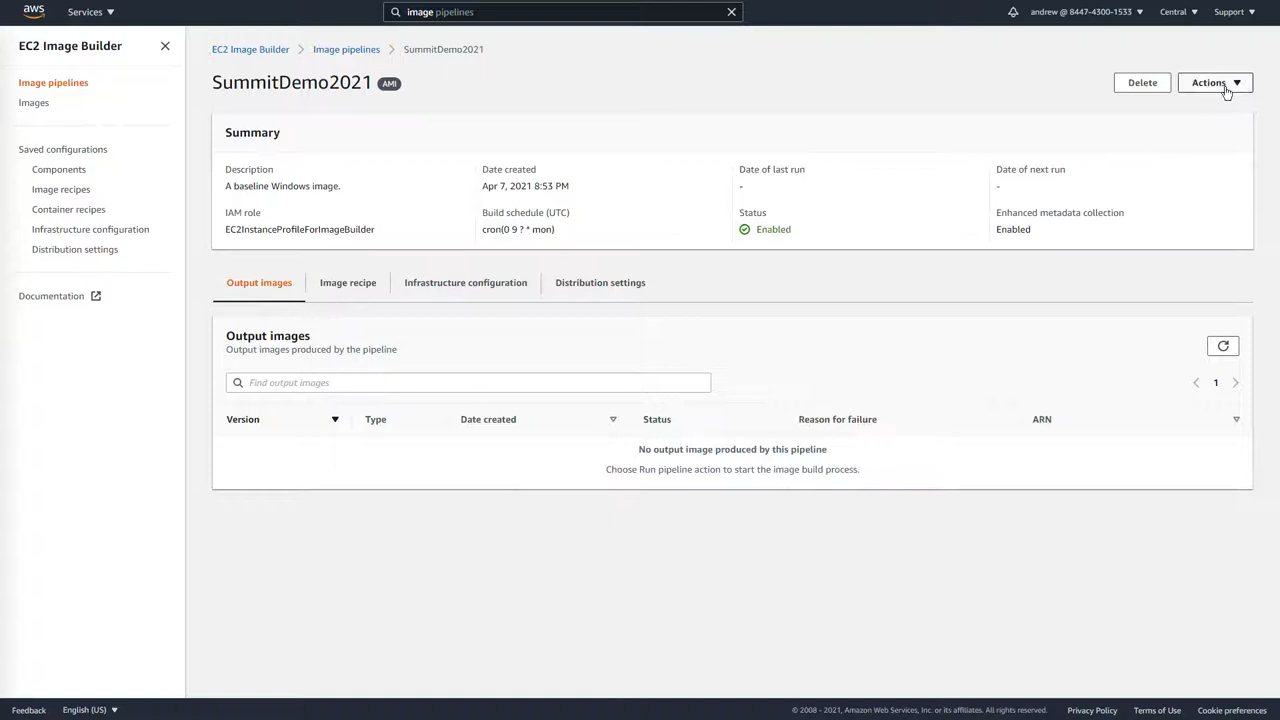 aws Services image pipelines andrew @ 8447-4300-1533 Central Support
EC2 Image Builder
EC2 Image Builder Image pipelines SummitDemo2021
Image pipelines
Images
Saved configurations
Components
Image recipes
Container recipes
Infrastructure configuration
Distribution settings
Documentation
SummitDemo2021 AMI Delete Actions
Summary
Description Date created Date of last run Date of next run
A baseline Windows image. Apr 7, 2021 8:53 PM - -
IAM role Build schedule (UTC) Status Enhanced metadata collection
EC2InstanceProfileForImageBuilder cron(0 9 ? * mon) Enabled Enabled
Output images Image recipe Infrastructure configuration Distribution settings
Output images
Output images produced by the pipeline
Find output images 1
Version Type Date created Status Reason for failure ARN
No output image produced by this pipeline
Choose Run pipeline action to start the image build process.
Feedback English (US) © 2008 - 2021, Amazon Web Services, Inc. or its affiliates. All rights reserved. Privacy Policy Terms of Use Cookie preferences